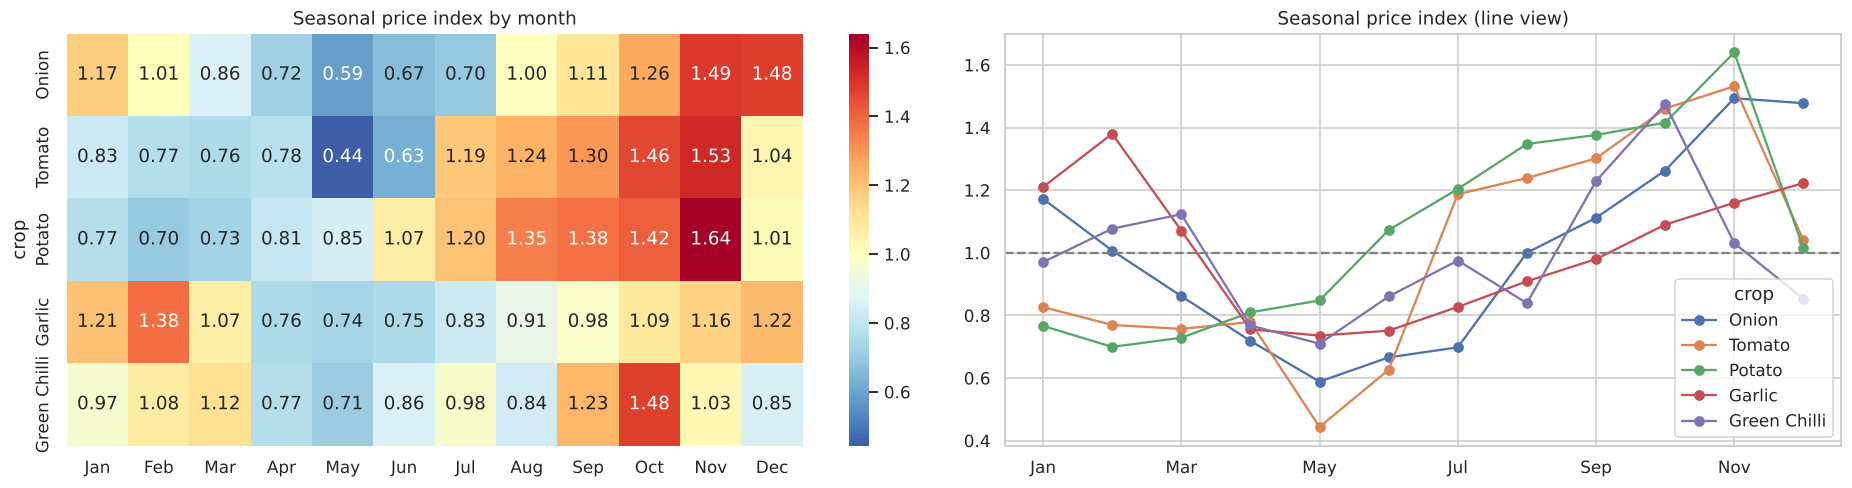 Seasonal price index by month
crop
Onion 1.17 1.01 0.86 0.72 0.59 0.67 0.70 1.00 1.11 1.26 1.49 1.48
Tomato 0.83 0.77 0.76 0.78 0.44 0.63 1.19 1.24 1.30 1.46 1.53 1.04
Potato 0.77 0.70 0.73 0.81 0.85 1.07 1.20 1.35 1.38 1.42 1.64 1.01
Garlic 1.21 1.38 1.07 0.76 0.74 0.75 0.83 0.91 0.98 1.09 1.16 1.22
Green Chilli 0.97 1.08 1.12 0.77 0.71 0.86 0.98 0.84 1.23 1.48 1.03 0.85
Jan Feb Mar Apr May Jun Jul Aug Sep Oct Nov Dec
1.6
1.4
1.2
1.0
0.8
0.6
Seasonal price index (line view)
1.6
1.4
1.2
1.0
0.8
0.6
0.4
Jan Mar May Jul Sep Nov
crop
Onion
Tomato
Potato
Garlic
Green Chilli